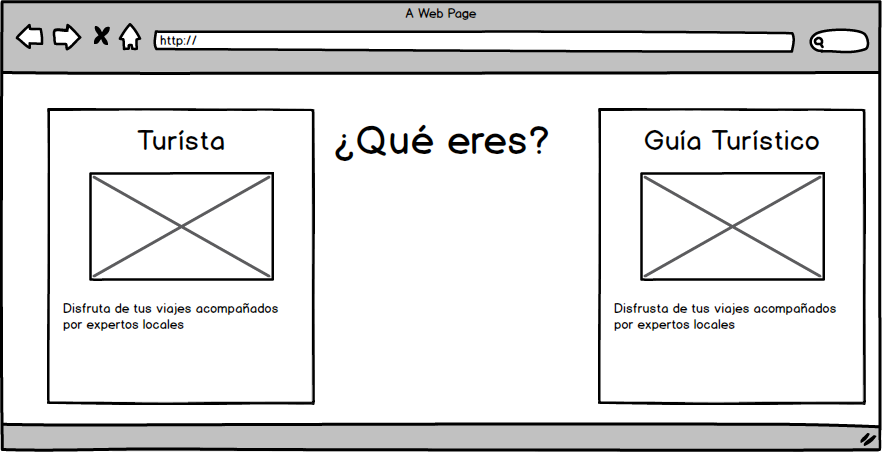 A Web Page
http://
Turísta
¿Qué eres?
Guía Turístico
Disfruta de tus viajes acompañados
por expertos locales
Disfrusta de tus viajes acompañados
por expertos locales